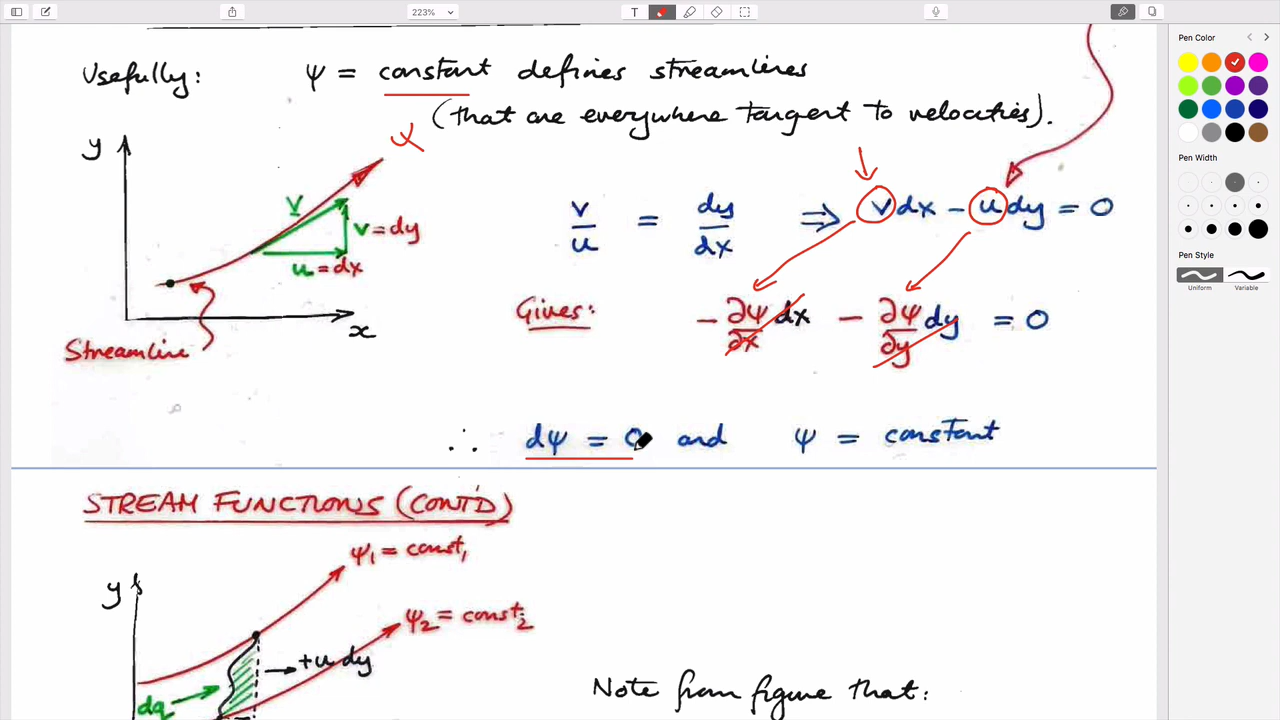 223%
T
Pen Color
Usefully: ψ = constant defines streamlines
(that are everywhere tangent to velocities).
y
V
v = dy
u = dx
x
Streamline
v/u = dy/dx ⇒ vdx - udy = 0
Gives: - ∂ψ/∂x dx - ∂ψ/∂y dy = 0
∴ dψ = 0 and ψ = constant
Pen Width
Pen Style
Uniform
Variable
STREAM FUNCTIONS (CONT'D)
ψ₁ = const₁
y
ψ₂ = const₂
+u dy
dq
Note from figure that: